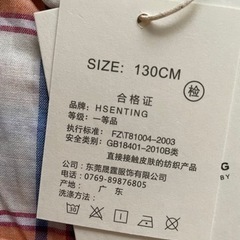 SIZE: 130CM
检
合格证
品名: HSENTING
等级: 一等品
执行标准: FZ\T81004-2003
安全类别: GB18401-2010B类
直接接触皮肤的纺织产品
公司: 东莞晟霆服饰有限公司
电话: 0769-89876805
产地: 广 东
洗涤方法:
G
BY